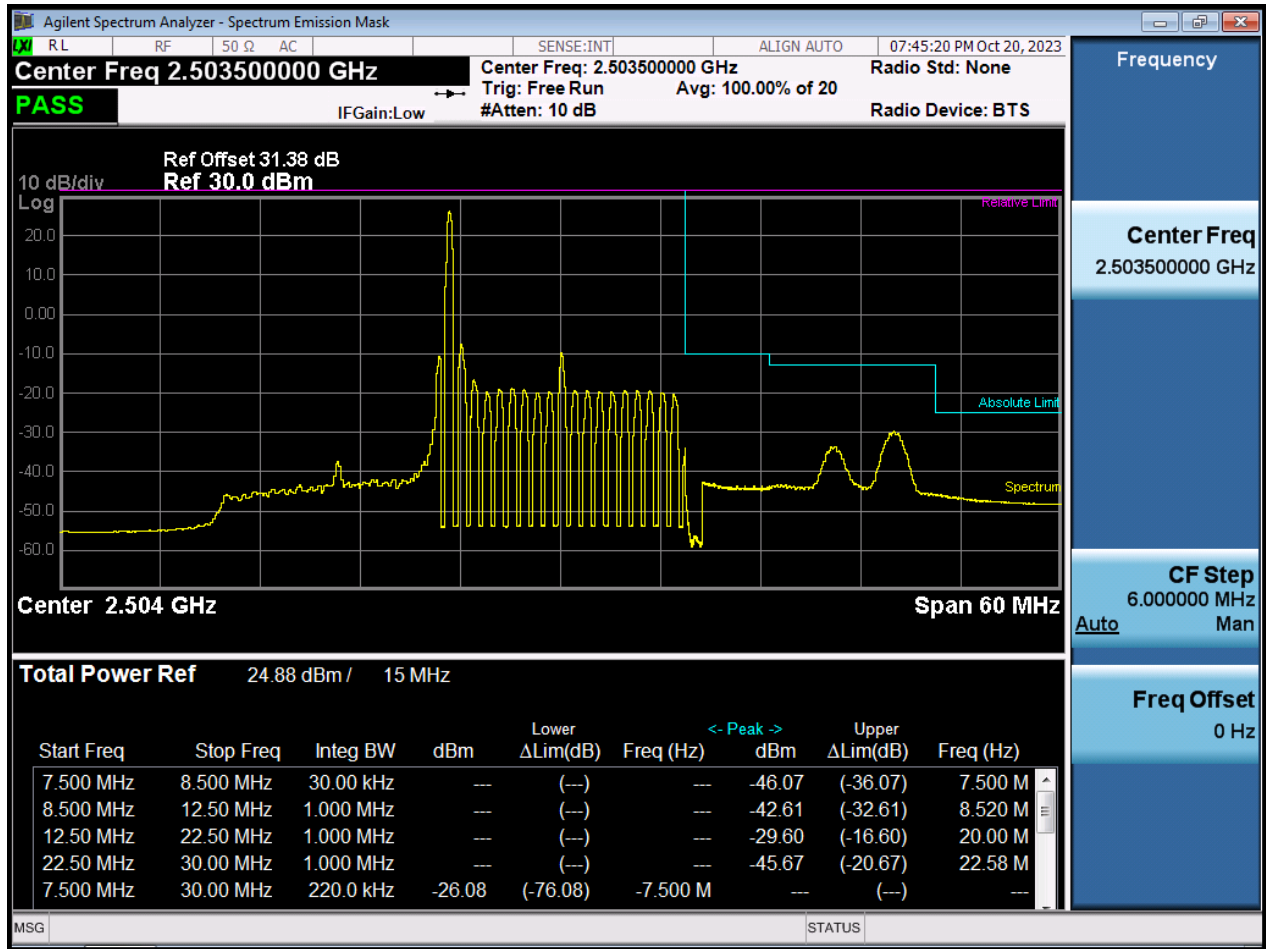 Agilent Spectrum Analyzer - Spectrum Emission Mask
LXI RL RF 50 Ω AC SENSE:INT ALIGN AUTO 07:45:20 PM Oct 20, 2023
Center Freq 2.503500000 GHz
PASS
IFGain:Low
Center Freq: 2.503500000 GHz
Trig: Free Run Avg: 100.00% of 20
#Atten: 10 dB
Radio Std: None
Radio Device: BTS
Ref Offset 31.38 dB
10 dB/div Ref 30.0 dBm
Log
Relative Limit
20.0
10.0
0.00
-10.0
-20.0
Absolute Limit
-30.0
-40.0
Spectrum
-50.0
-60.0
Center 2.504 GHz Span 60 MHz
Total Power Ref 24.88 dBm / 15 MHz
Lower <- Peak -> Upper
Start Freq Stop Freq Integ BW dBm ΔLim(dB) Freq (Hz) dBm ΔLim(dB) Freq (Hz)
7.500 MHz 8.500 MHz 30.00 kHz --- (---) --- -46.07 (-36.07) 7.500 M
8.500 MHz 12.50 MHz 1.000 MHz --- (---) --- -42.61 (-32.61) 8.520 M
12.50 MHz 22.50 MHz 1.000 MHz --- (---) --- -29.60 (-16.60) 20.00 M
22.50 MHz 30.00 MHz 1.000 MHz --- (---) --- -45.67 (-20.67) 22.58 M
7.500 MHz 30.00 MHz 220.0 kHz -26.08 (-76.08) -7.500 M --- (---) ---
MSG STATUS
Frequency
Center Freq
2.503500000 GHz
CF Step
6.000000 MHz
Auto Man
Freq Offset
0 Hz